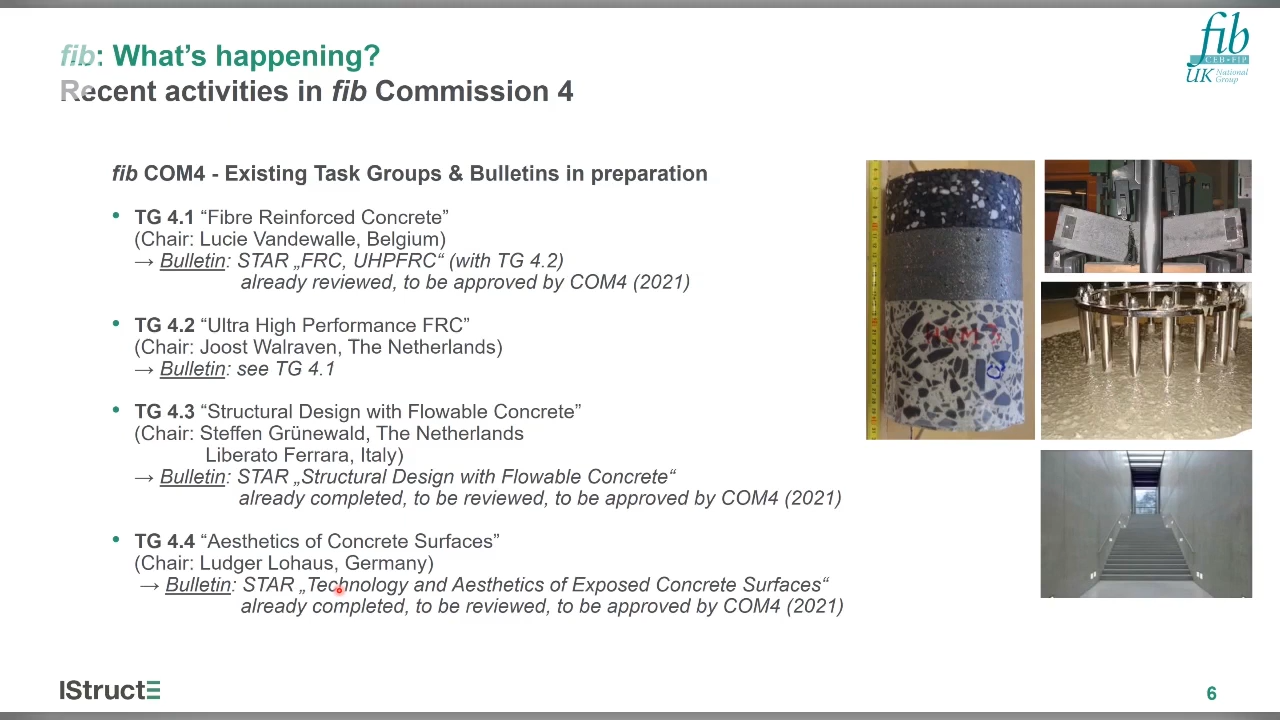 fib: What's happening?
Recent activities in fib Commission 4
fib
CEB-FIP
UK National Group
fib COM4 - Existing Task Groups & Bulletins in preparation
• TG 4.1 “Fibre Reinforced Concrete”
(Chair: Lucie Vandewalle, Belgium)
→ Bulletin: STAR „FRC, UHPFRC“ (with TG 4.2)
already reviewed, to be approved by COM4 (2021)
• TG 4.2 “Ultra High Performance FRC”
(Chair: Joost Walraven, The Netherlands)
→ Bulletin: see TG 4.1
• TG 4.3 “Structural Design with Flowable Concrete”
(Chair: Steffen Grünewald, The Netherlands
Liberato Ferrara, Italy)
→ Bulletin: STAR „Structural Design with Flowable Concrete“
already completed, to be reviewed, to be approved by COM4 (2021)
• TG 4.4 “Aesthetics of Concrete Surfaces”
(Chair: Ludger Lohaus, Germany)
→ Bulletin: STAR „Technology and Aesthetics of Exposed Concrete Surfaces“
already completed, to be reviewed, to be approved by COM4 (2021)
IStructE
6